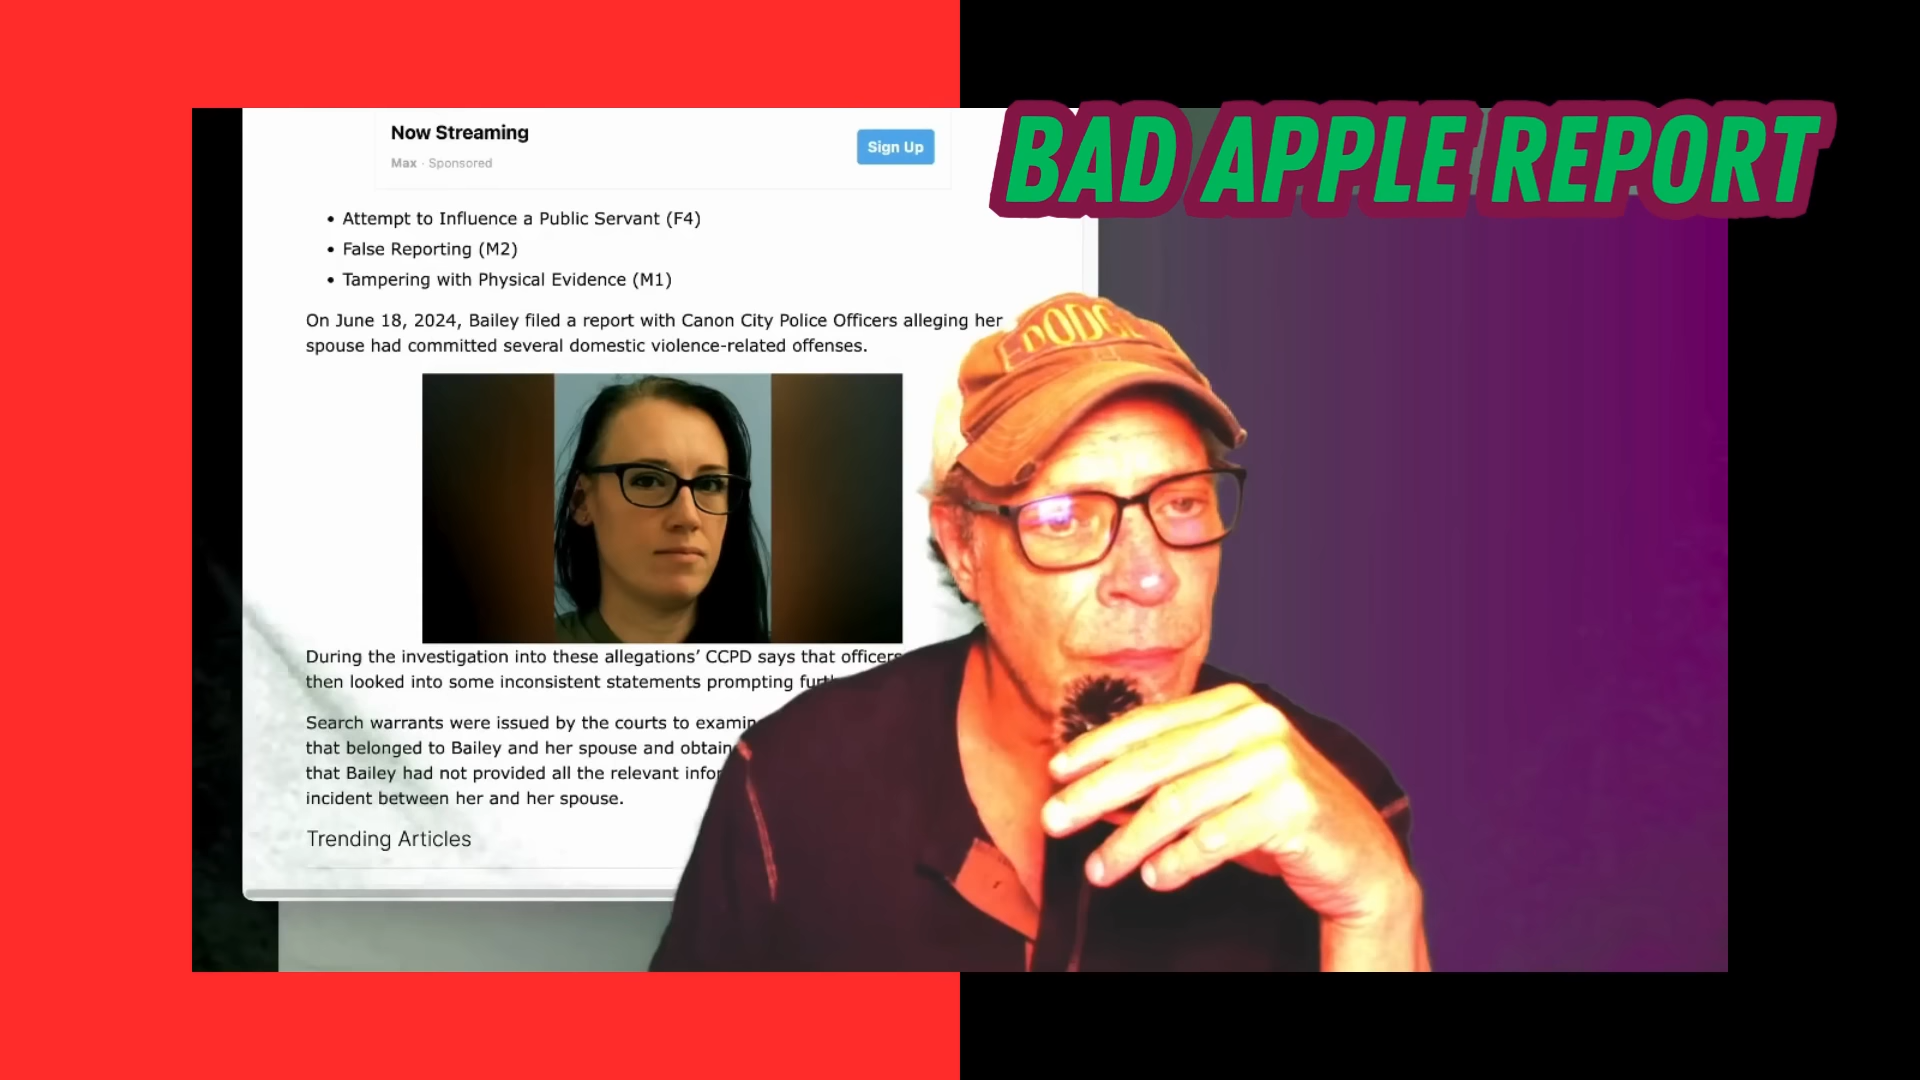 BAD APPLE REPORT
Now Streaming
Max · Sponsored
Sign Up
• Attempt to Influence a Public Servant (F4)
• False Reporting (M2)
• Tampering with Physical Evidence (M1)
On June 18, 2024, Bailey filed a report with Canon City Police Officers alleging her
spouse had committed several domestic violence-related offenses.
During the investigation into these allegations’ CCPD says that officers
then looked into some inconsistent statements prompting
Search warrants were issued by the courts to
that belonged to Bailey and her spouse and
that Bailey had not provided all the relevant
incident between her and her spouse.
Trending Articles